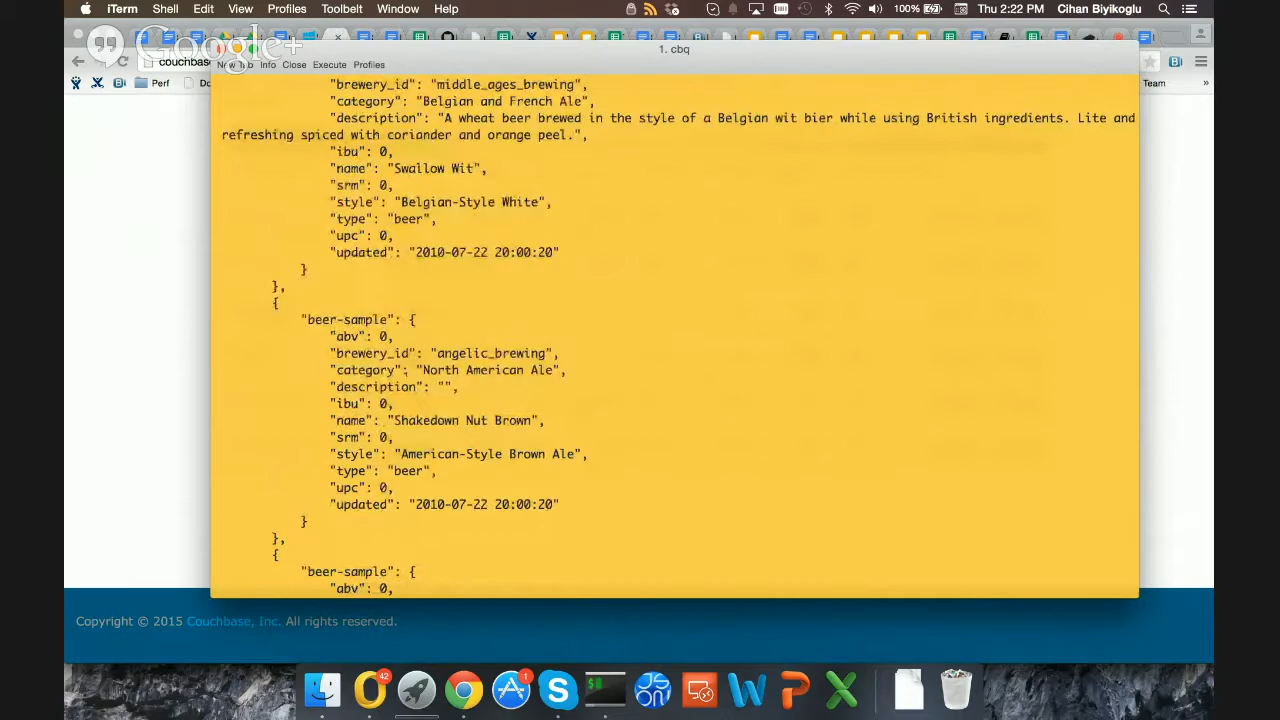 iTerm Shell Edit View Profiles Toolbelt Window Help 100% Thu 2:22 PM Cihan Biyikoglu
Google+
1. cbq
New Tab Info Close Execute Profiles
couchbase
Perf
Team »
"brewery_id": "middle_ages_brewing",
"category": "Belgian and French Ale",
"description": "A wheat beer brewed in the style of a Belgian wit bier while using British ingredients. Lite and
refreshing spiced with coriander and orange peel.",
"ibu": 0,
"name": "Swallow Wit",
"srm": 0,
"style": "Belgian-Style White",
"type": "beer",
"upc": 0,
"updated": "2010-07-22 20:00:20"
}
},
{
"beer-sample": {
"abv": 0,
"brewery_id": "angelic_brewing",
"category": "North American Ale",
"description": "",
"ibu": 0,
"name": "Shakedown Nut Brown",
"srm": 0,
"style": "American-Style Brown Ale",
"type": "beer",
"upc": 0,
"updated": "2010-07-22 20:00:20"
}
},
{
"beer-sample": {
"abv": 0,
Copyright © 2015 Couchbase, Inc. All rights reserved.
42
1